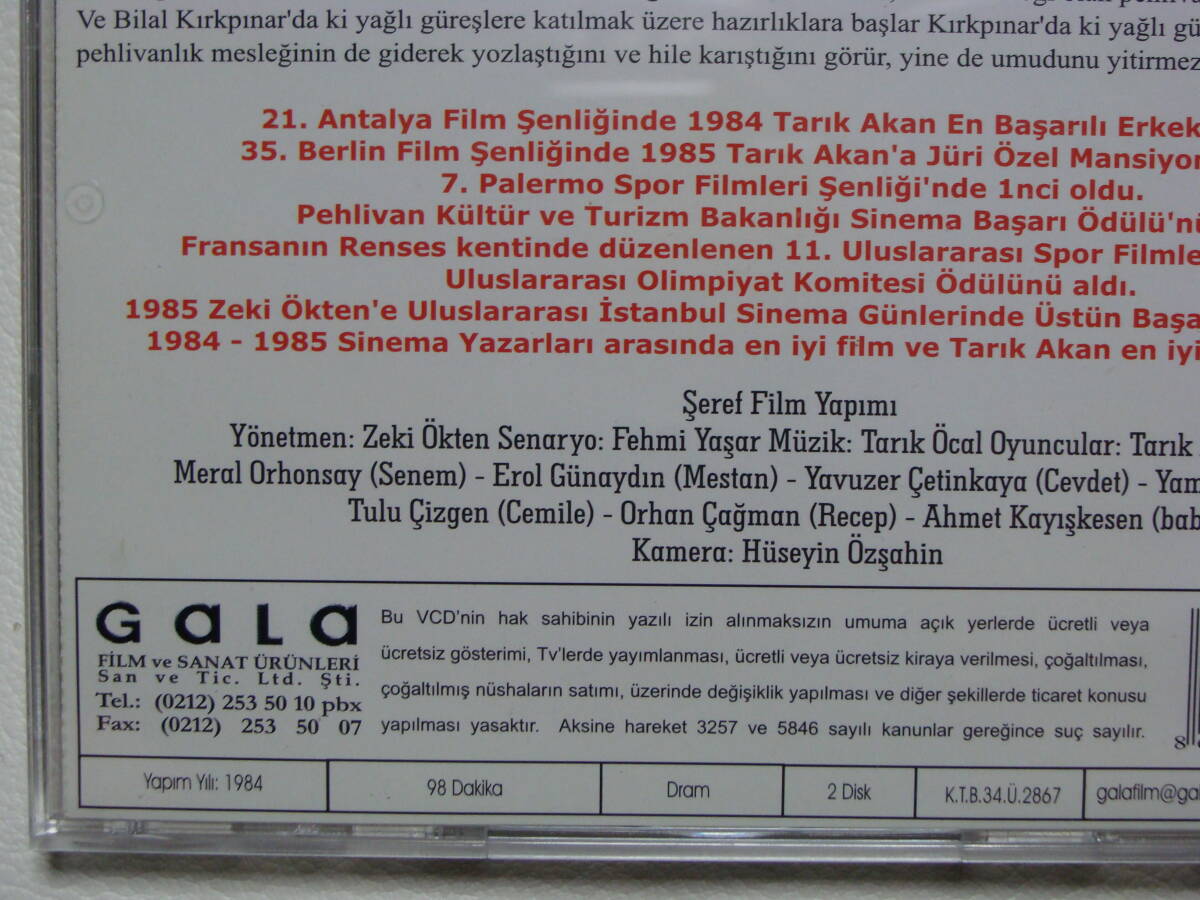 Ve Bilal Kırkpınar'da ki yağlı güreşlere katılmak üzere hazırlıklara başlar Kırkpınar'da ki yağlı
pehlivanlık mesleğinin de giderek yozlaştığını ve hile karıştığını görür, yine de umudunu yitirmez
21. Antalya Film Şenliğinde 1984 Tarık Akan En Başarılı Erkek
35. Berlin Film Şenliğinde 1985 Tarık Akan'a Jüri Özel Mansiyon
7. Palermo Spor Filmleri Şenliği'nde 1nci oldu.
Pehlivan Kültür ve Turizm Bakanlığı Sinema Başarı Ödülü'nü
Fransanın Renses kentinde düzenlenen 11. Uluslararası Spor Filmle
Uluslararası Olimpiyat Komitesi Ödülünü aldı.
1985 Zeki Ökten'e Uluslararası İstanbul Sinema Günlerinde Üstün Başa
1984 - 1985 Sinema Yazarları arasında en iyi film ve Tarık Akan en iyi
Şeref Film Yapımı
Yönetmen: Zeki Ökten Senaryo: Fehmi Yaşar Müzik: Tarık Öcal Oyuncular: Tarık
Meral Orhonsay (Senem) - Erol Günaydın (Mestan) - Yavuzer Çetinkaya (Cevdet) - Yam
Tulu Çizgen (Cemile) - Orhan Çağman (Recep) - Ahmet Kayışkesen (bab
Kamera: Hüseyin Özşahin
GALA
FİLM ve SANAT ÜRÜNLERİ
San ve Tic. Ltd. Şti.
Tel.: (0212) 253 50 10 pbx
Fax: (0212) 253 50 07
Bu VCD'nin hak sahibinin yazılı izin alınmaksızın umuma açık yerlerde ücretli veya
ücretsiz gösterimi, Tv'lerde yayımlanması, ücretli veya ücretsiz kiraya verilmesi, çoğaltılması,
çoğaltılmış nüshaların satımı, üzerinde değişiklik yapılması ve diğer şekillerde ticaret konusu
yapılması yasaktır. Aksine hareket 3257 ve 5846 sayılı kanunlar gereğince suç sayılır.
8
Yapım Yılı: 1984
98 Dakika
Dram
2 Disk
K.T.B.34.Ü.2867
galafilm@gal